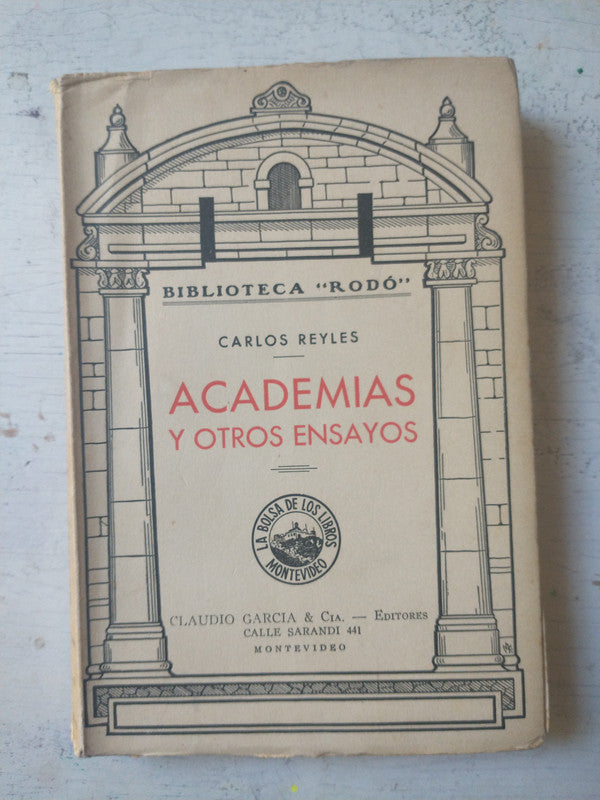 BIBLIOTECA "RODÓ"
CARLOS REYLES
ACADEMIAS
Y OTROS ENSAYOS
LA BOLSA DE LOS LIBROS
MONTEVIDEO
CLAUDIO GARCIA & Cia. — Editores
CALLE SARANDI 441
MONTEVIDEO